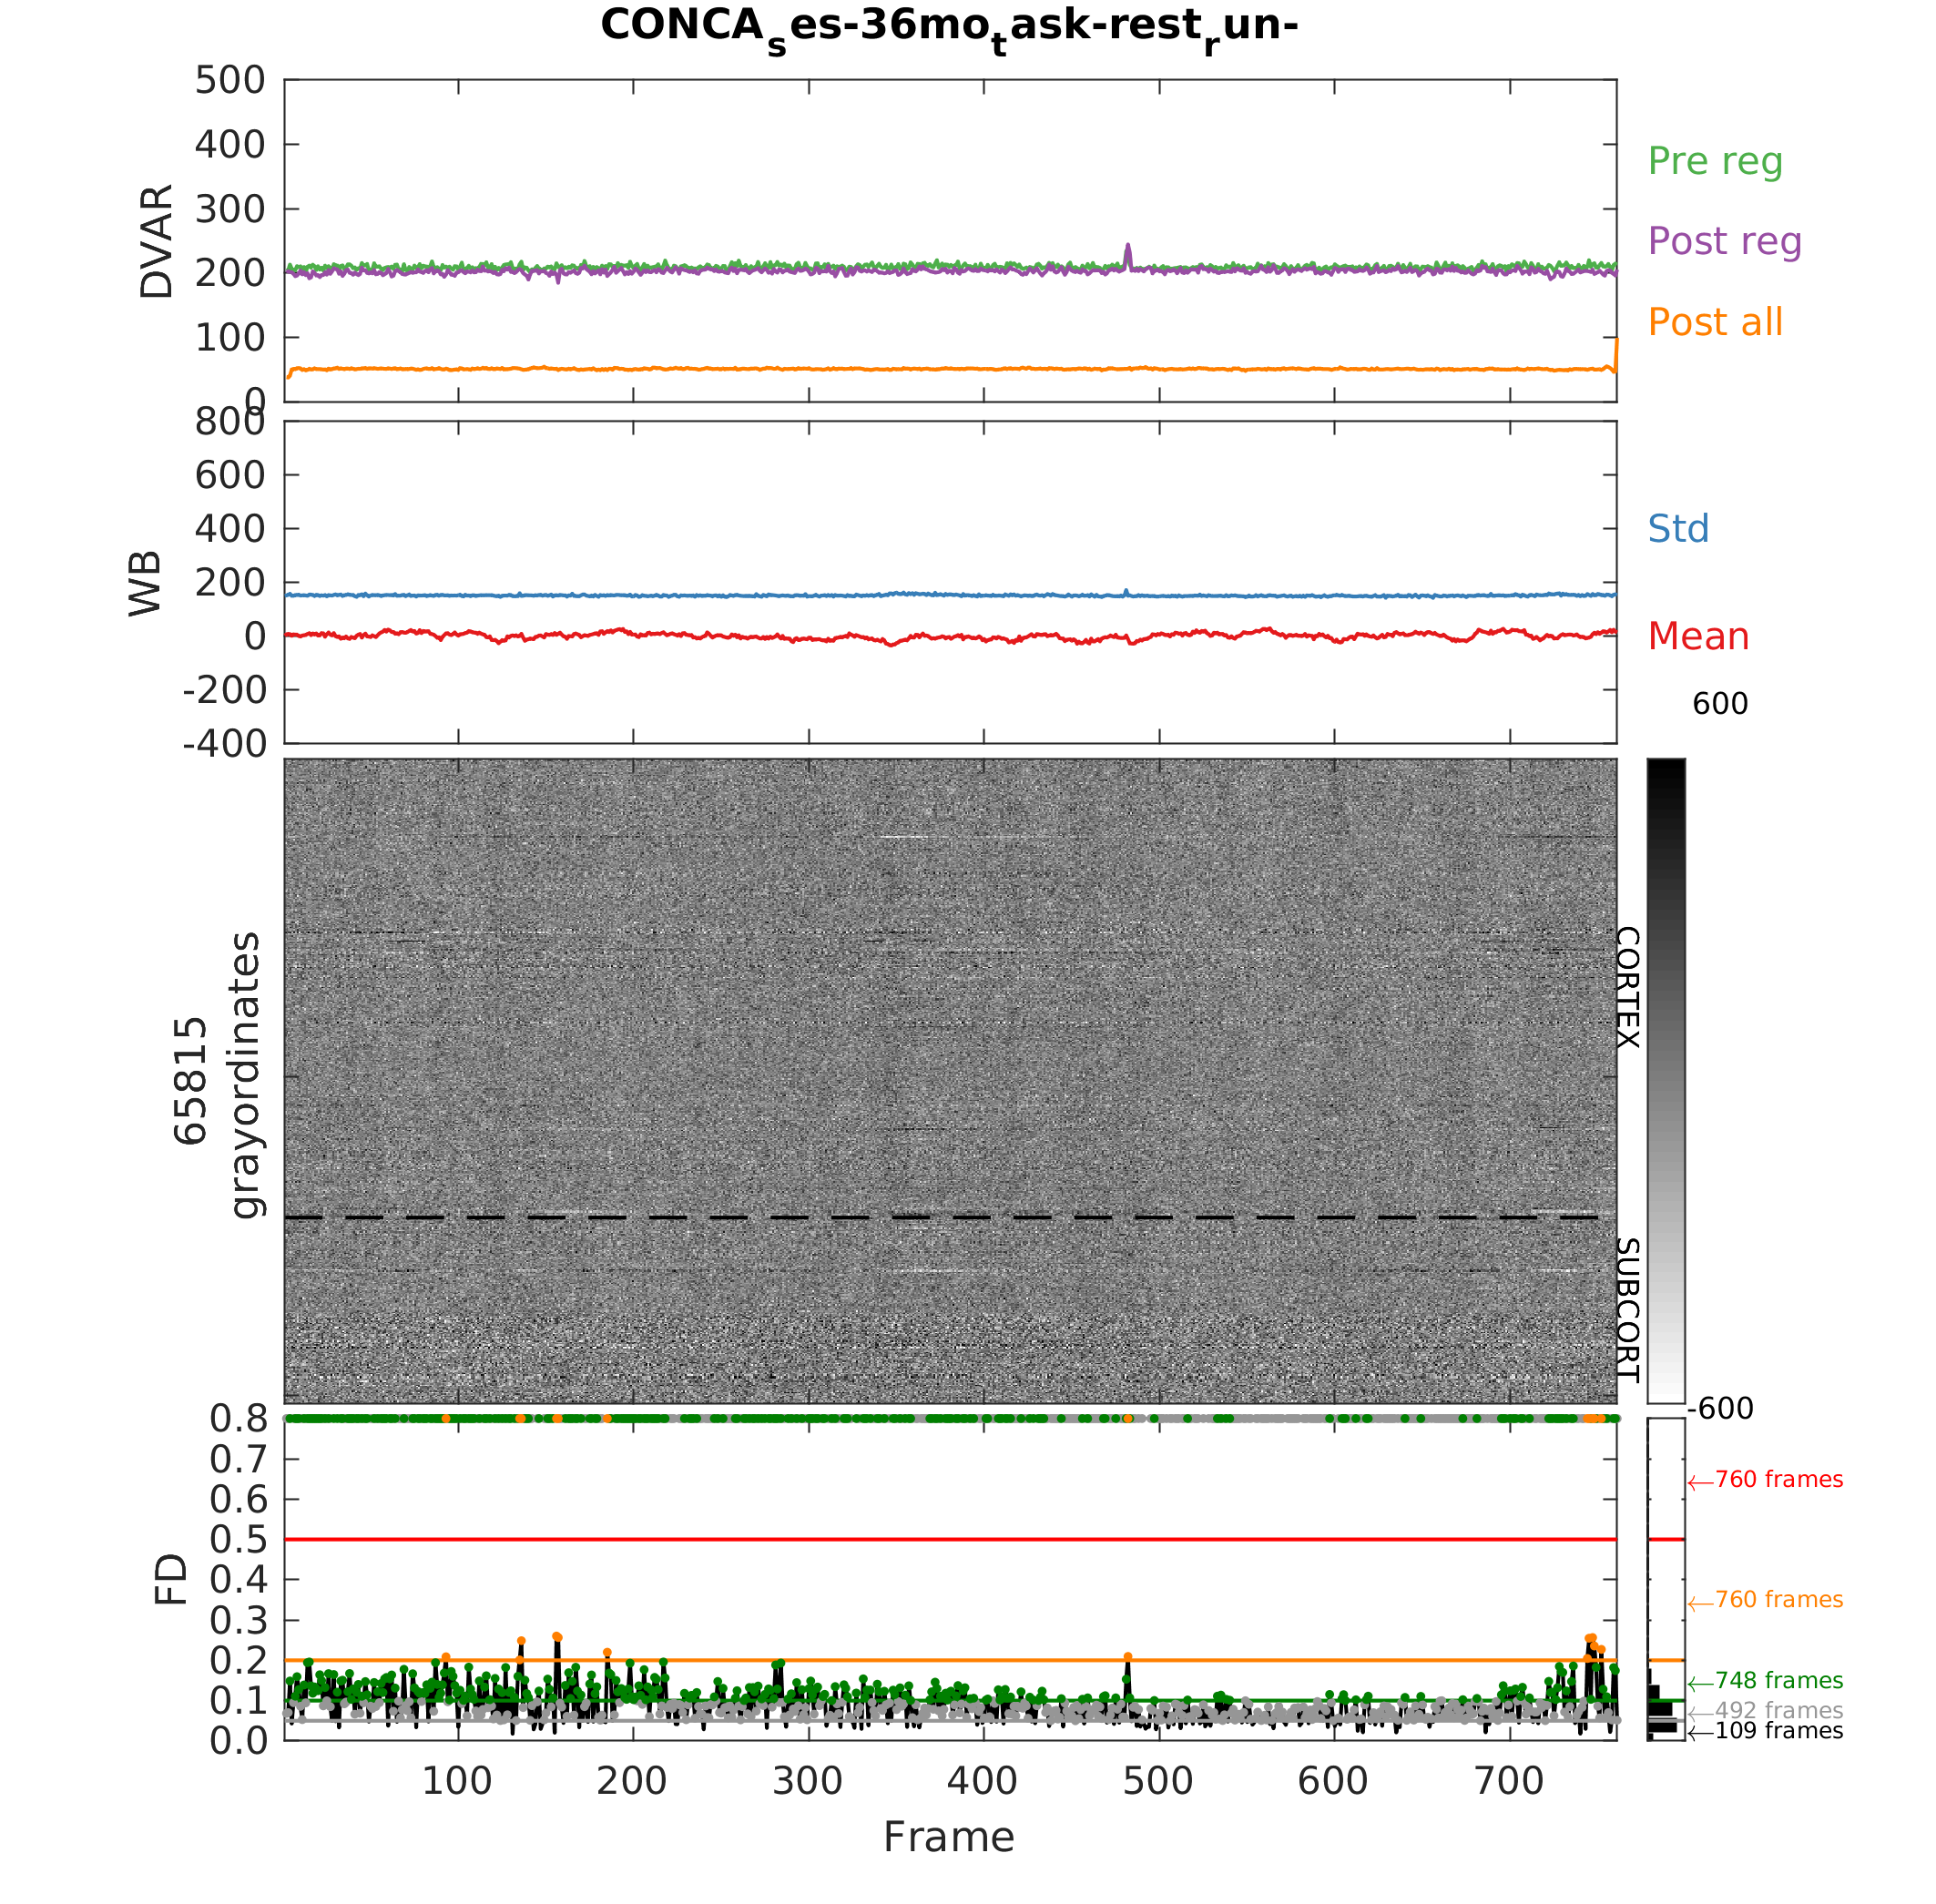 CONCAses-36motask-restrun-
500
400
300
200
100
0
DVAR
Pre reg
Post reg
Post all
800
600
400
200
0
-200
-400
WB
Std
Mean
600
65815
grayordinates
CORTEX
SUBCORT
-600
0.8
0.7
0.6
0.5
0.4
0.3
0.2
0.1
0.0
FD
←760 frames
←760 frames
←748 frames
←492 frames
←109 frames
100 200 300 400 500 600 700
Frame